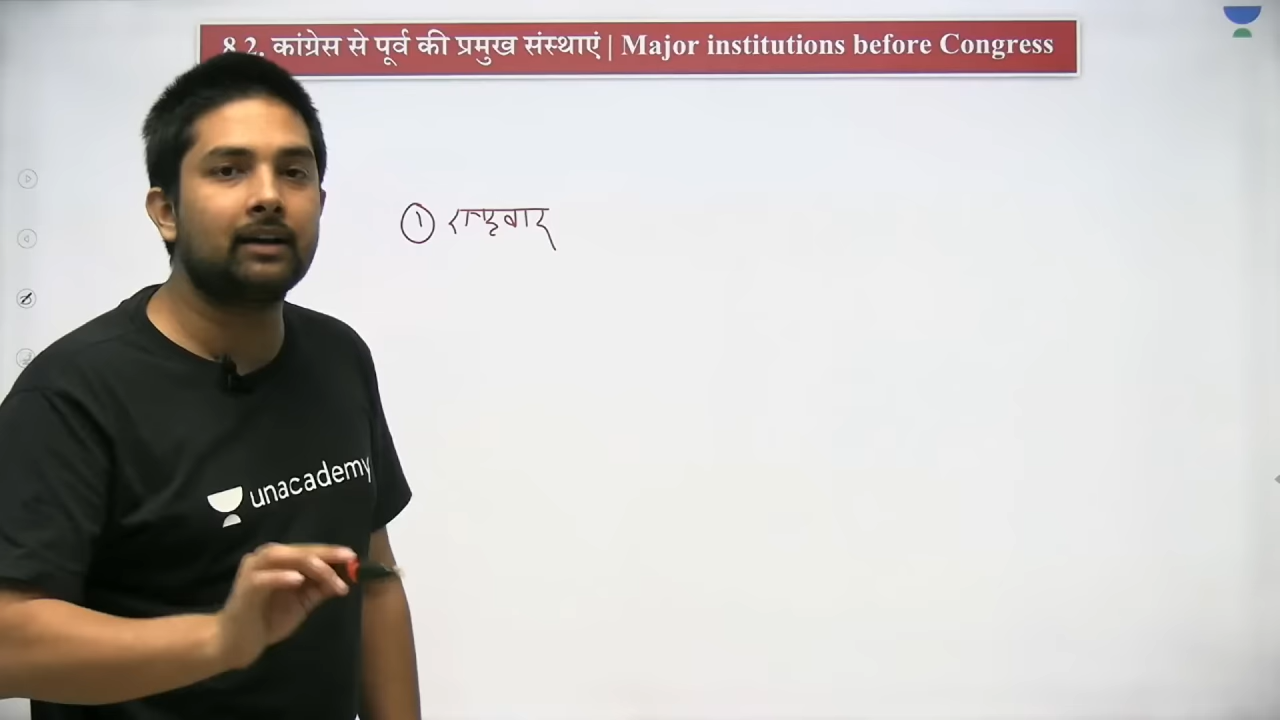 8.2. कांग्रेस से पूर्व की प्रमुख संस्थाएं | Major institutions before Congress
① राष्ट्रवाद
unacademy